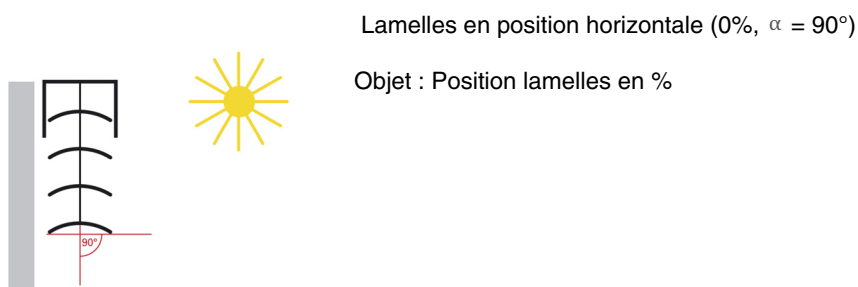 Lamelles en position horizontale (0%, α = 90°)
Objet : Position lamelles en %
90°